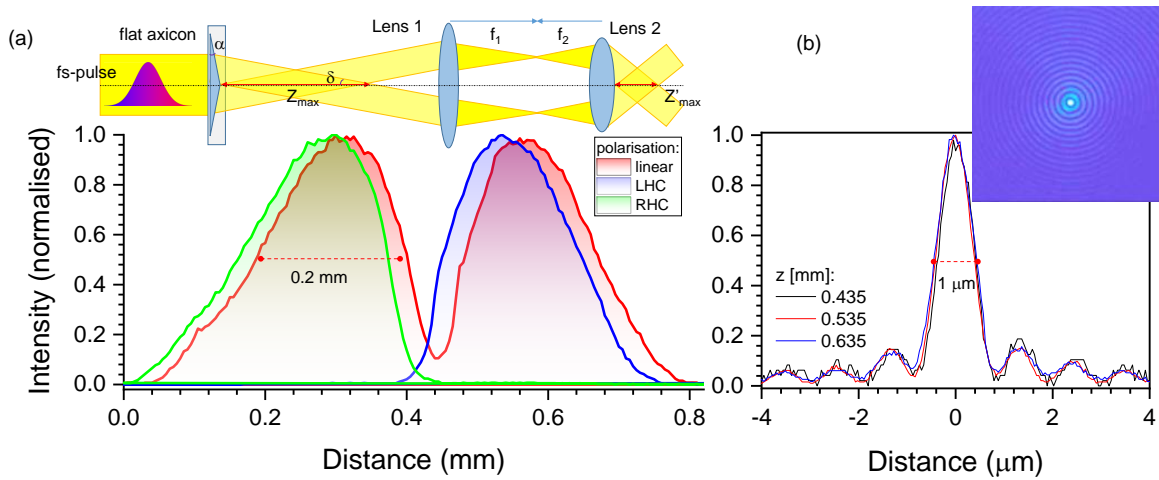 (a)
flat axicon
α
fs-pulse
δ
Z_max
Lens 1
f₁
f₂
Lens 2
Z'_max
Intensity (normalised)
1.0
0.8
0.6
0.4
0.2
0.0
polarisation:
linear
LHC
RHC
0.2 mm
0.0 0.2 0.4 0.6 0.8
Distance (mm)
(b)
1.0
0.8
0.6
0.4
0.2
0.0
z [mm]:
0.435
0.535
0.635
1 μm
-4 -2 0 2 4
Distance (μm)